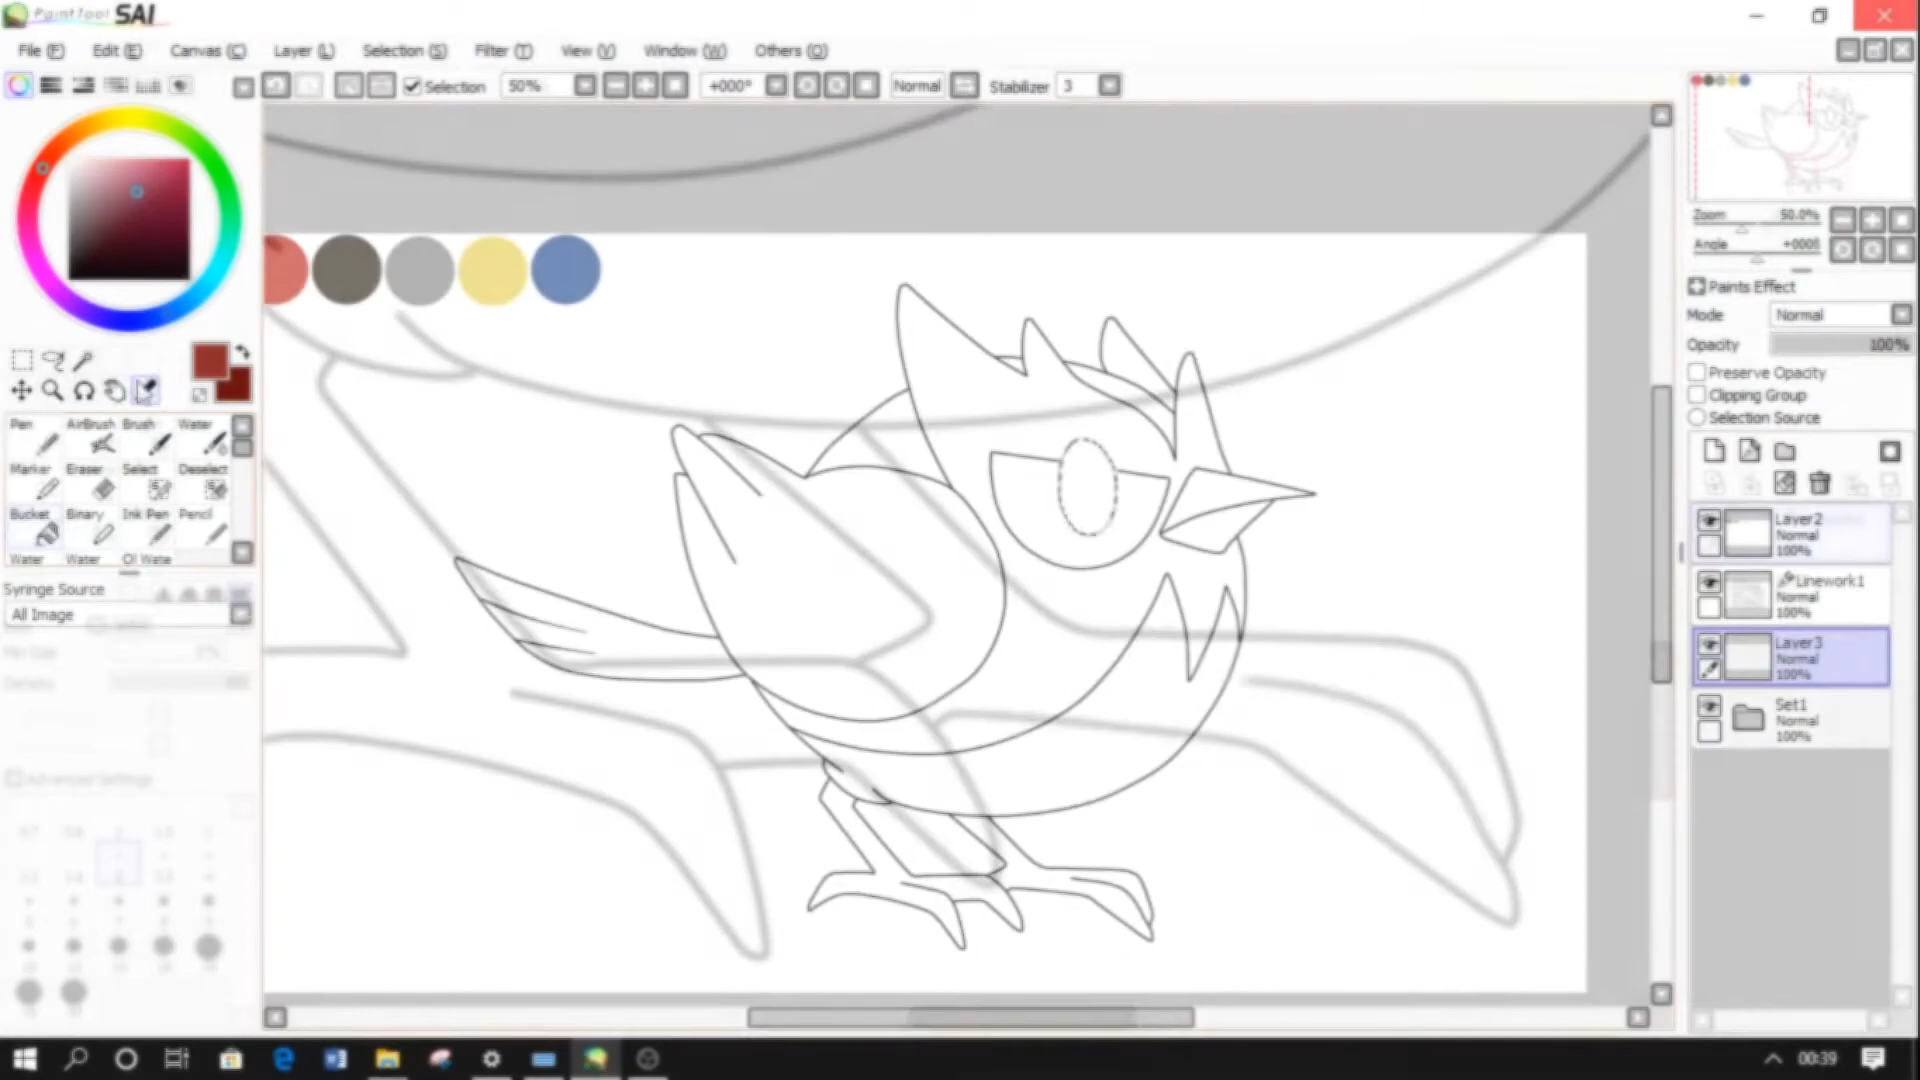 PaintTool SAI
File (F) Edit (E) Canvas (C) Layer (L) Selection (S) Filter (T) View (V) Window (W) Others (O)
Selection 50% +000° Normal Stabilizer 3
Zoom 50.0%
Angle
Paints Effect
Mode Normal
Opacity 100%
Preserve Opacity
Clipping Group
Selection Source
Pen AirBrush Brush Water
Marker Eraser Select Deselect
Bucket Binary Ink Pen Pencil
Water Water
Syringe Source
All Image
Advanced Settings
Layer2
Normal
100%
Linework1
Normal
100%
Layer3
Normal
100%
Set1
Normal
100%
00:39